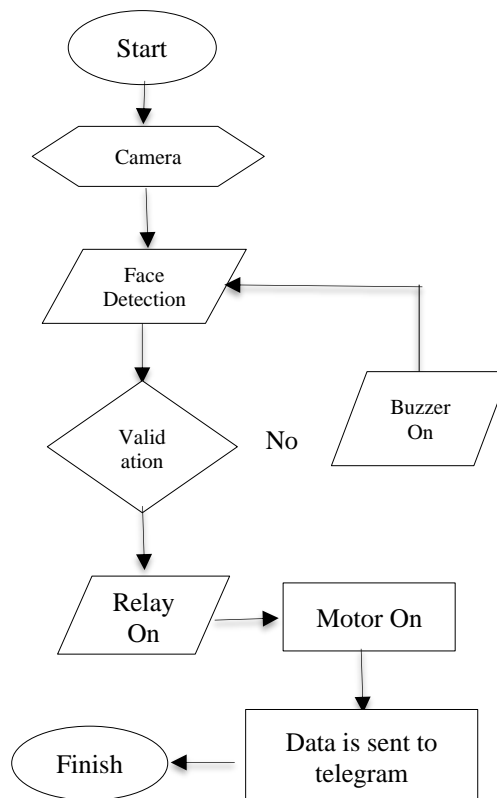 Start
Camera
Face
Detection
Valid
ation
No
Buzzer
On
Relay
On
Motor On
Data is sent to
telegram
Finish